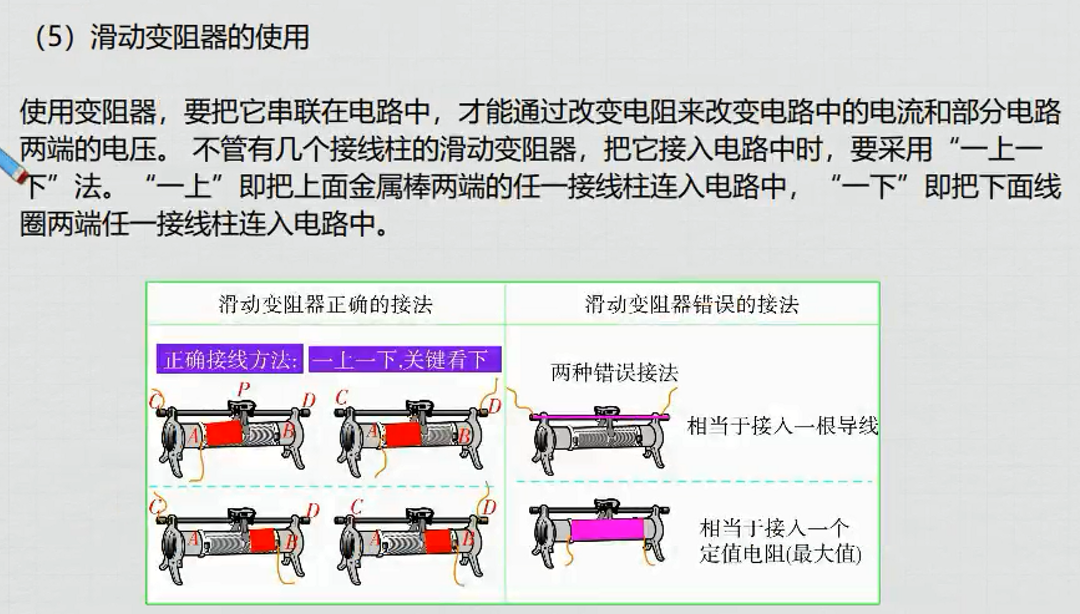 （5）滑动变阻器的使用
使用变阻器，要把它串联在电路中，才能通过改变电阻来改变电路中的电流和部分电路
两端的电压。 不管有几个接线柱的滑动变阻器，把它接入电路中时，要采用“一上一
下”法。 “一上”即把上面金属棒两端的任一接线柱连入电路中， “一下”即把下面线
圈两端任一接线柱连入电路中。
滑动变阻器正确的接法
滑动变阻器错误的接法
正确接线方法: 一上一下,关键看下
C P D
A B
C D
A B
C D
A B
C D
A B
两种错误接法
相当于接入一根导线
相当于接入一个
定值电阻(最大值)